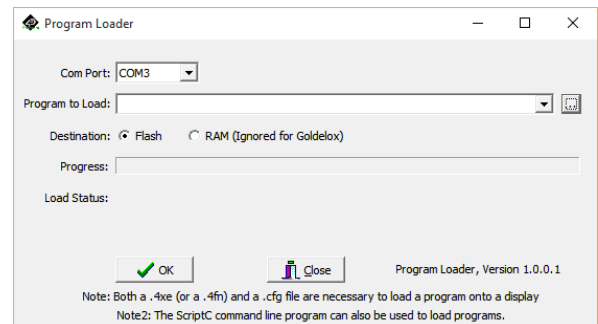 Program Loader
Com Port: COM3
Program to Load:
Destination: Flash RAM (Ignored for Goldelox)
Progress:
Load Status:
OK Close Program Loader, Version 1.0.0.1
Note: Both a .4xe (or a .4fn) and a .cfg file are necessary to load a program onto a display
Note2: The ScriptC command line program can also be used to load programs.